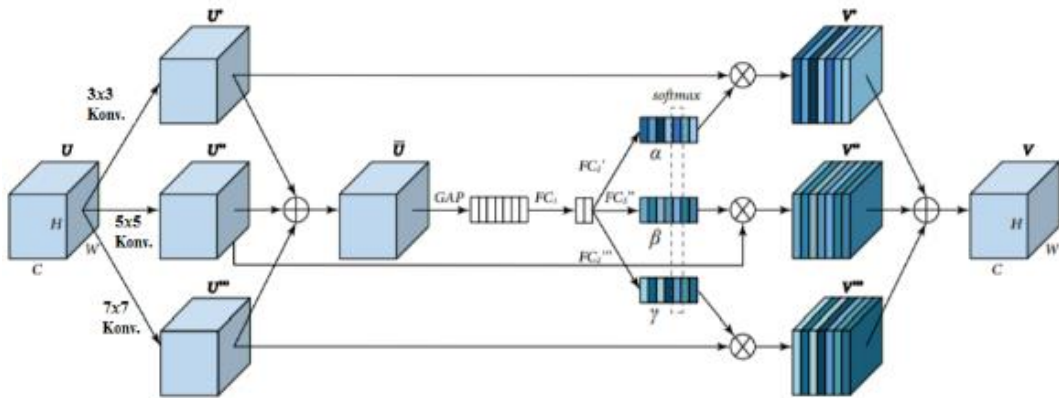 U'
V'
3x3
Konv.
softmax
U
U''
Ū
α
V''
V
FC₂'
H
5x5
Konv.
GAP
FC₁
FC₂''
H
W
C
β
FC₂'''
C
W
7x7
Konv.
U'''
γ
V'''